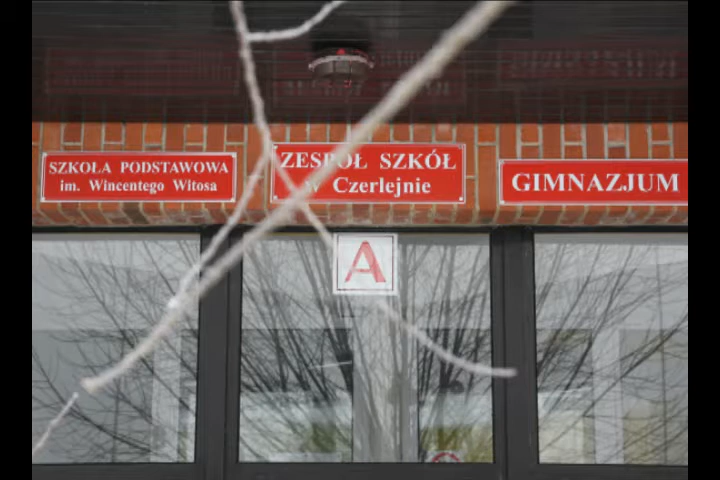 SZKOŁA PODSTAWOWA
im. Wincentego Witosa
ZESPÓŁ SZKÓŁ
w Czerlejnie
GIMNAZJUM
A